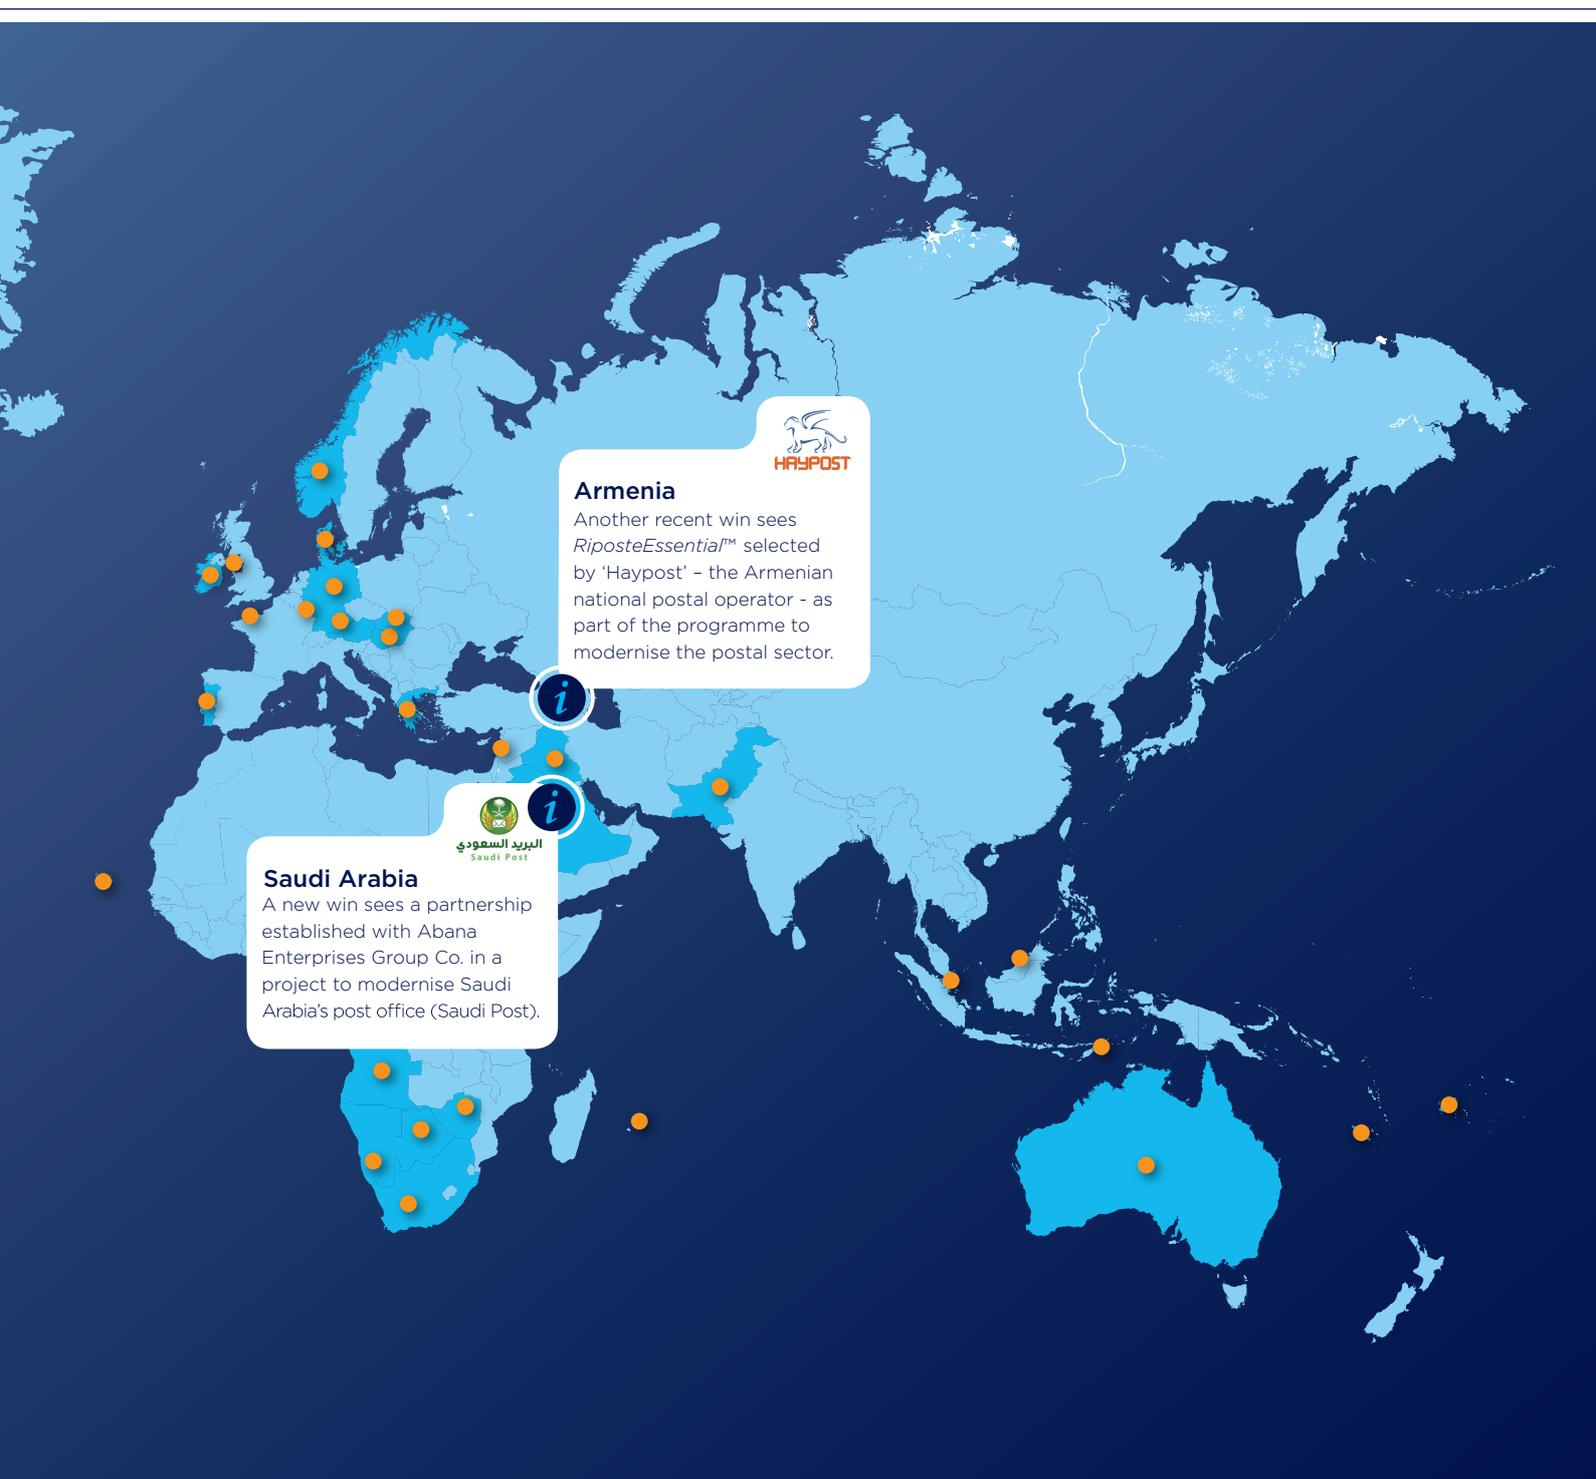 HAYPOST
Armenia
Another recent win sees
RiposteEssential™ selected
by ‘Haypost’ – the Armenian
national postal operator - as
part of the programme to
modernise the postal sector.
i
i
البريد السعودي
Saudi Post
Saudi Arabia
A new win sees a partnership
established with Abana
Enterprises Group Co. in a
project to modernise Saudi
Arabia’s post office (Saudi Post).